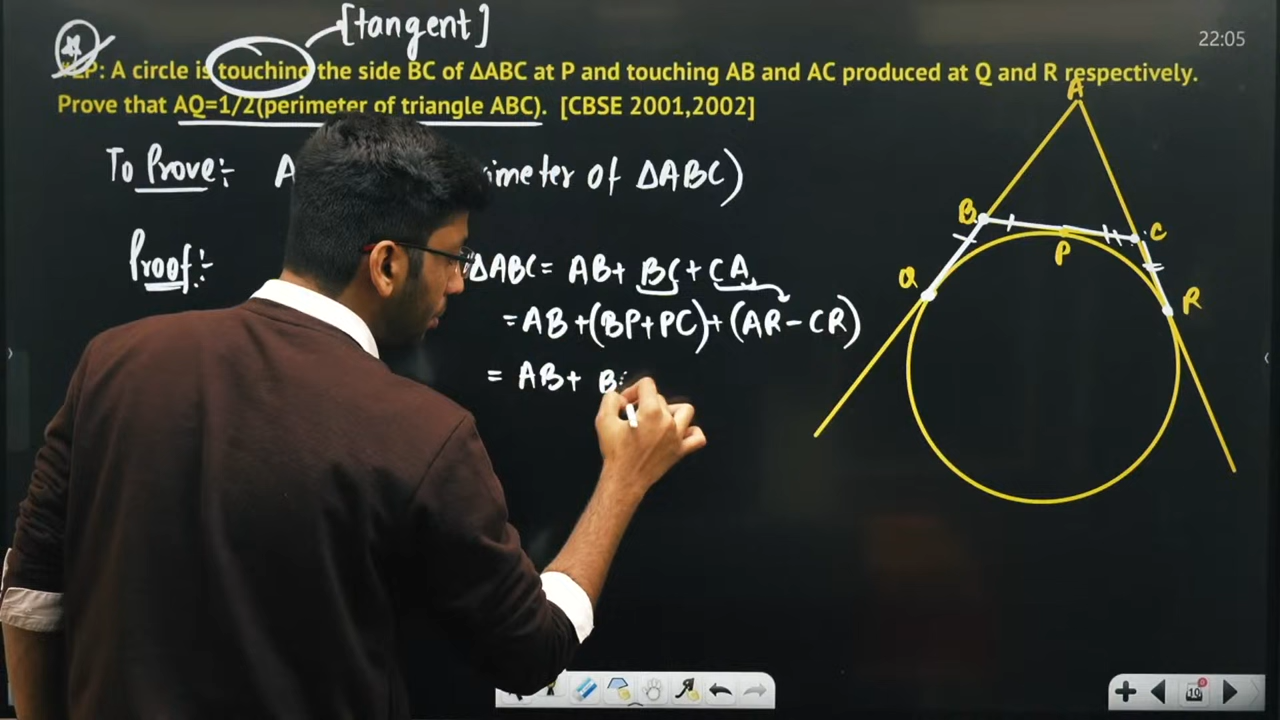 [tangent]
22:05
: A circle is touching the side BC of ΔABC at P and touching AB and AC produced at Q and R respectively.
Prove that AQ=1/2(perimeter of triangle ABC). [CBSE 2001,2002]
To Prove:- A imeter of ΔABC)
Proof:- ΔABC = AB + BC + CA
= AB + (BP + PC) + (AR - CR)
= AB + B
A
B
C
P
Q
R
10